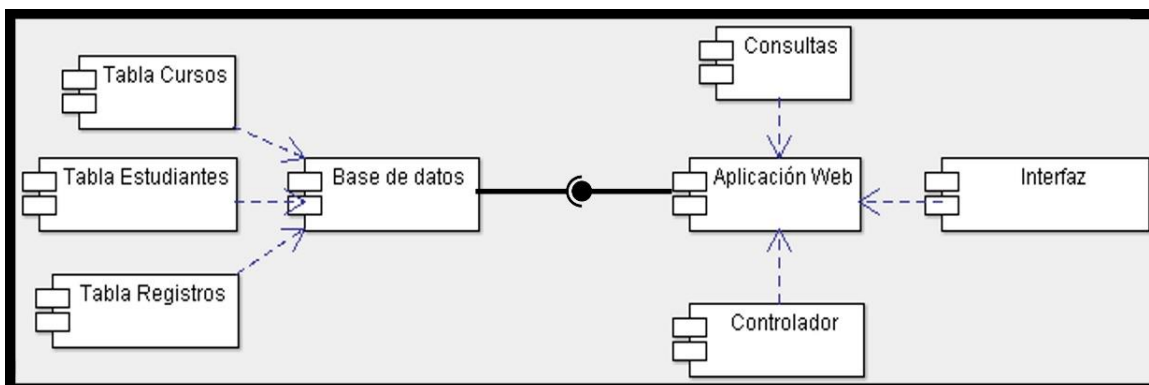 Tabla Cursos
Tabla Estudiantes
Tabla Registros
Base de datos
Consultas
Aplicación Web
Interfaz
Controlador